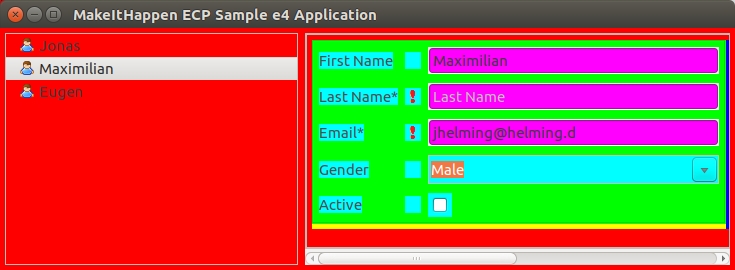 MakeItHappen ECP Sample e4 Application
Jonas
Maximilian
Eugen
First Name Maximilian
Last Name* Last Name
Email* jhelming@helming.d
Gender Male
Active